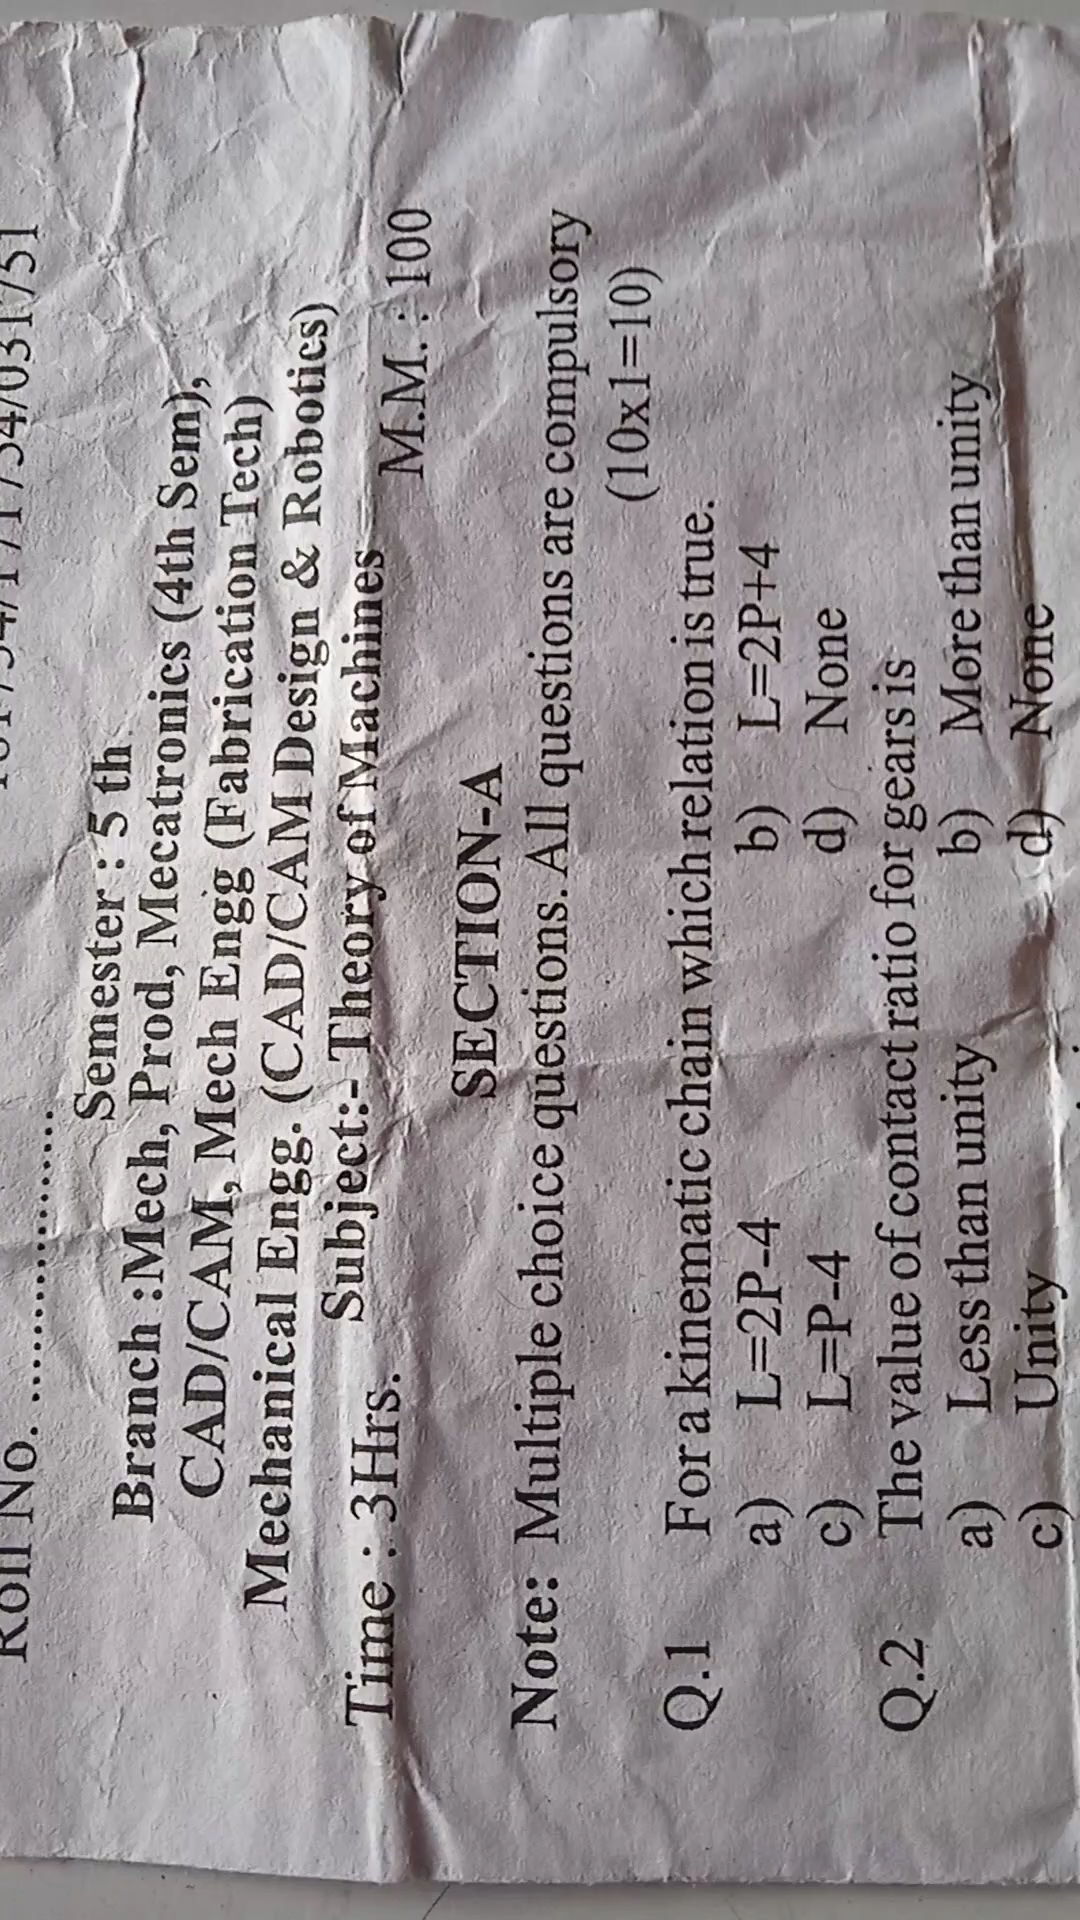 Roll No. ........................
Semester : 5 th
Branch :Mech, Prod, Mecatronics (4th Sem),
CAD/CAM, Mech Engg (Fabrication Tech)
Mechanical Engg. (CAD/CAM Design & Robotics)
Subject:- Theory of Machines
Time : 3Hrs. M.M. : 100
SECTION-A
Note: Multiple choice questions. All questions are compulsory
(10x1=10)
Q.1 For a kinematic chain which relation is true.
a) L=2P-4 b) L=2P+4
c) L=P-4 d) None
Q.2 The value of contact ratio for gears is
a) Less than unity b) More than unity
c) Unity d) None